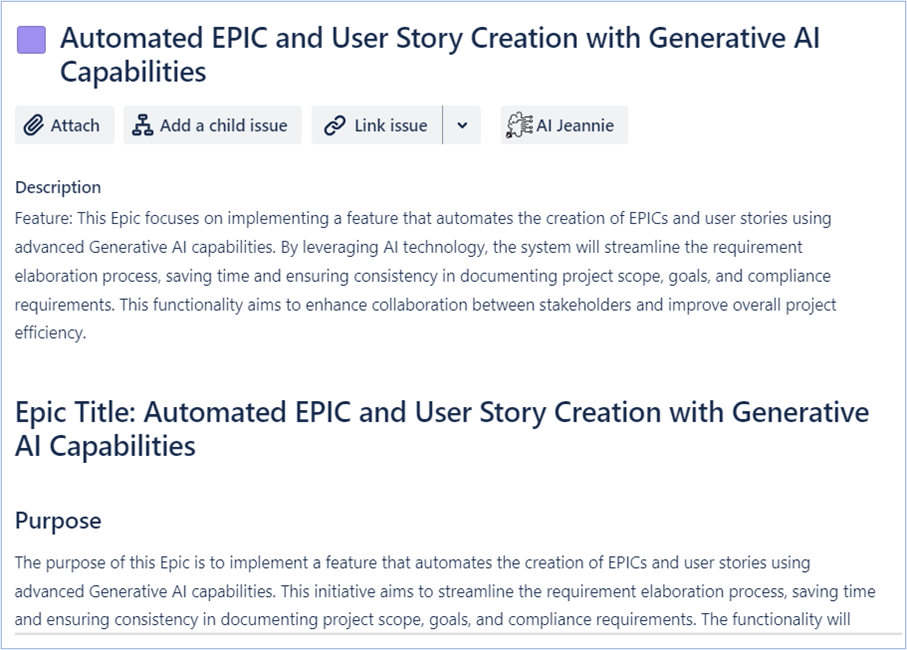 Automated EPIC and User Story Creation with Generative AI
Capabilities
Attach
Add a child issue
Link issue
AI Jeannie
Description
Feature: This Epic focuses on implementing a feature that automates the creation of EPICs and user stories using
advanced Generative AI capabilities. By leveraging AI technology, the system will streamline the requirement
elaboration process, saving time and ensuring consistency in documenting project scope, goals, and compliance
requirements. This functionality aims to enhance collaboration between stakeholders and improve overall project
efficiency.
Epic Title: Automated EPIC and User Story Creation with Generative
AI Capabilities
Purpose
The purpose of this Epic is to implement a feature that automates the creation of EPICs and user stories using
advanced Generative AI capabilities. This initiative aims to streamline the requirement elaboration process, saving time
and ensuring consistency in documenting project scope, goals, and compliance requirements. The functionality will